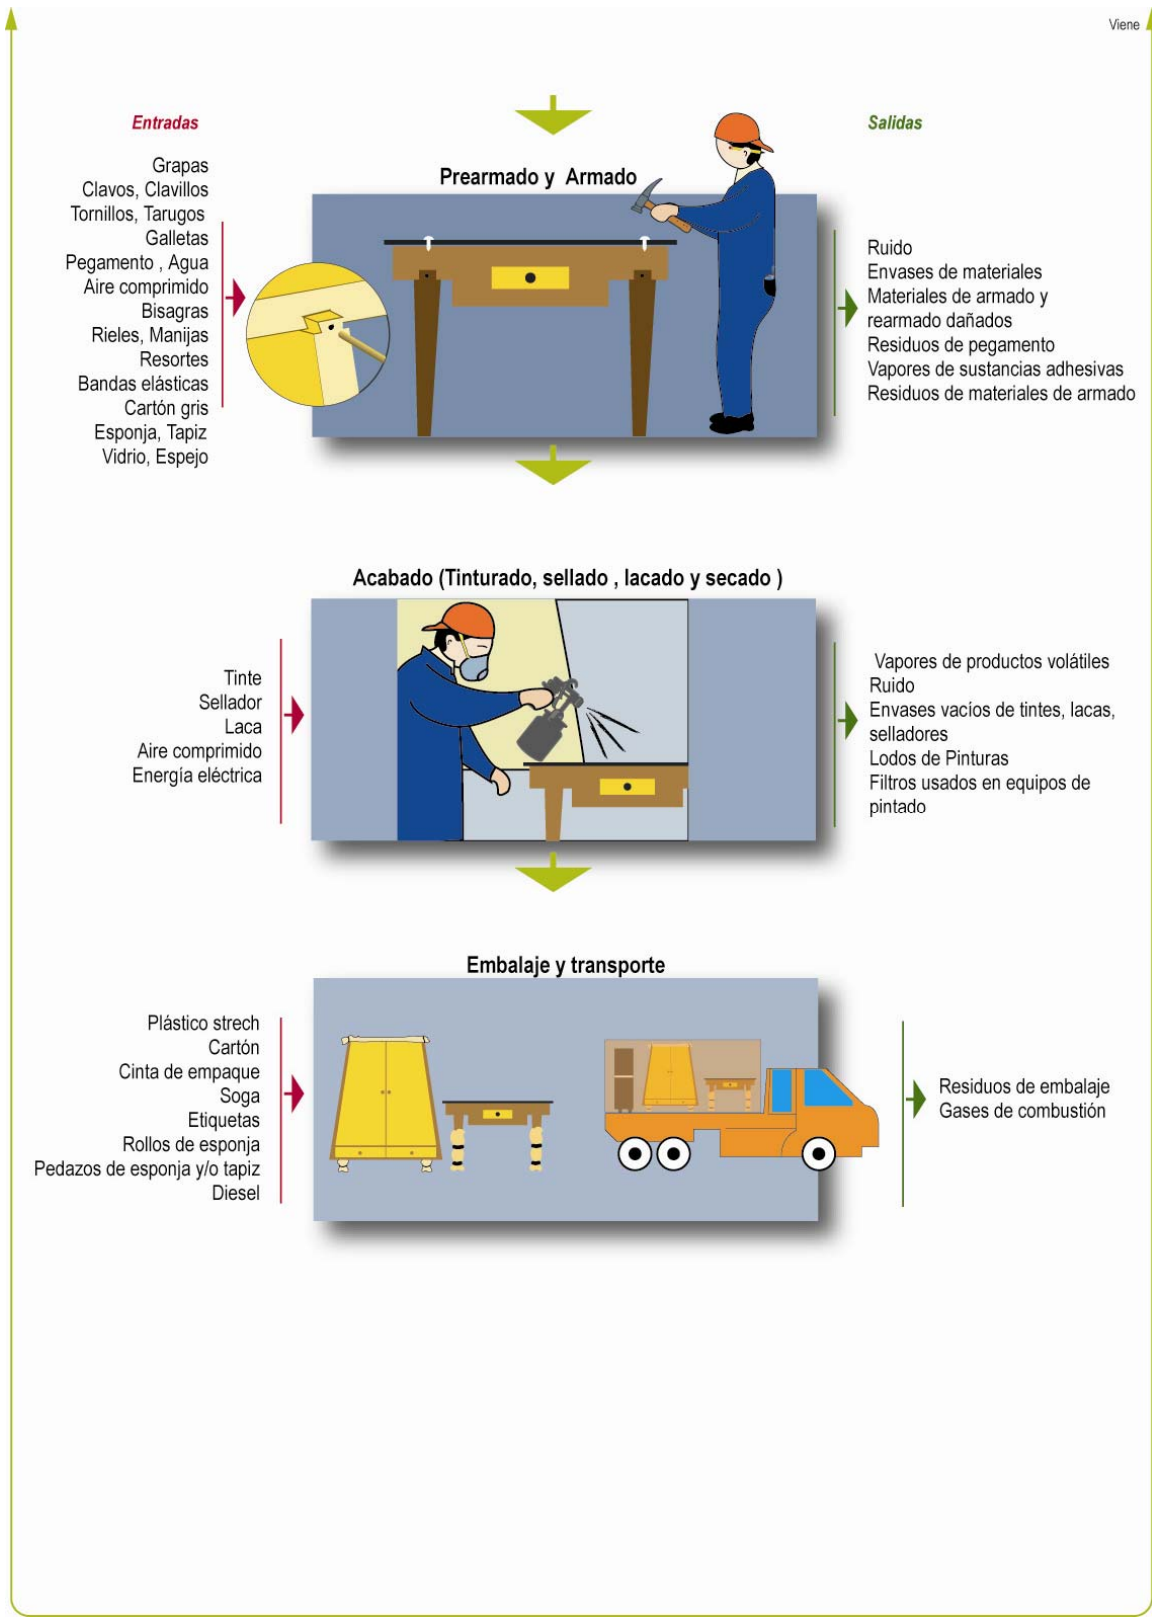 Viene
Entradas
Salidas
Prearmado y Armado
Grapas
Clavos, Clavillos
Tornillos, Tarugos
Galletas
Pegamento , Agua
Aire comprimido
Bisagras
Rieles, Manijas
Resortes
Bandas elásticas
Cartón gris
Esponja, Tapiz
Vidrio, Espejo
Ruido
Envases de materiales
Materiales de armado y
rearmado dañados
Residuos de pegamento
Vapores de sustancias adhesivas
Residuos de materiales de armado
Acabado (Tinturado, sellado , lacado y secado )
Tinte
Sellador
Laca
Aire comprimido
Energía eléctrica
Vapores de productos volátiles
Ruido
Envases vacíos de tintes, lacas,
selladores
Lodos de Pinturas
Filtros usados en equipos de
pintado
Embalaje y transporte
Plástico strech
Cartón
Cinta de empaque
Soga
Etiquetas
Rollos de esponja
Pedazos de esponja y/o tapiz
Diesel
Residuos de embalaje
Gases de combustión